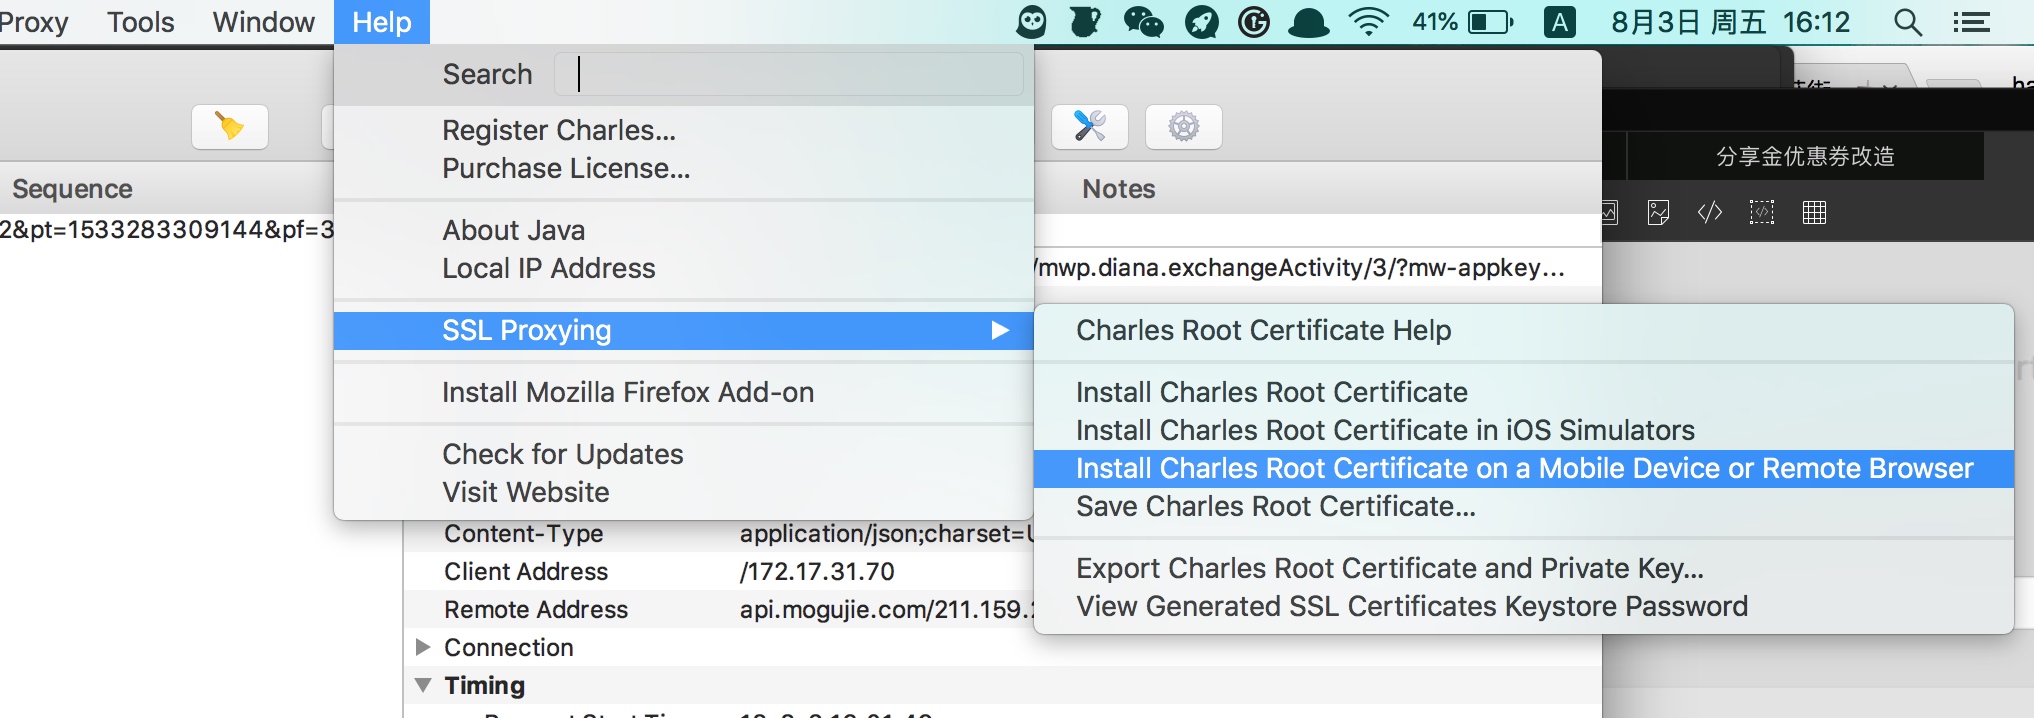 Proxy Tools Window Help 41% A 8月3日 周五 16:12
Search
Register Charles...
Purchase License...
分享金优惠券改造
Sequence Notes
2&pt=1533283309144&pf=3
About Java
Local IP Address /mwp.diana.exchangeActivity/3/?mw-appkey...
SSL Proxying Charles Root Certificate Help
Install Mozilla Firefox Add-on Install Charles Root Certificate
Install Charles Root Certificate in iOS Simulators
Check for Updates Install Charles Root Certificate on a Mobile Device or Remote Browser
Visit Website Save Charles Root Certificate...
Content-Type application/json;charset=U
Client Address /172.17.31.70 Export Charles Root Certificate and Private Key...
Remote Address api.mogujie.com/211.159. View Generated SSL Certificates Keystore Password
Connection
Timing